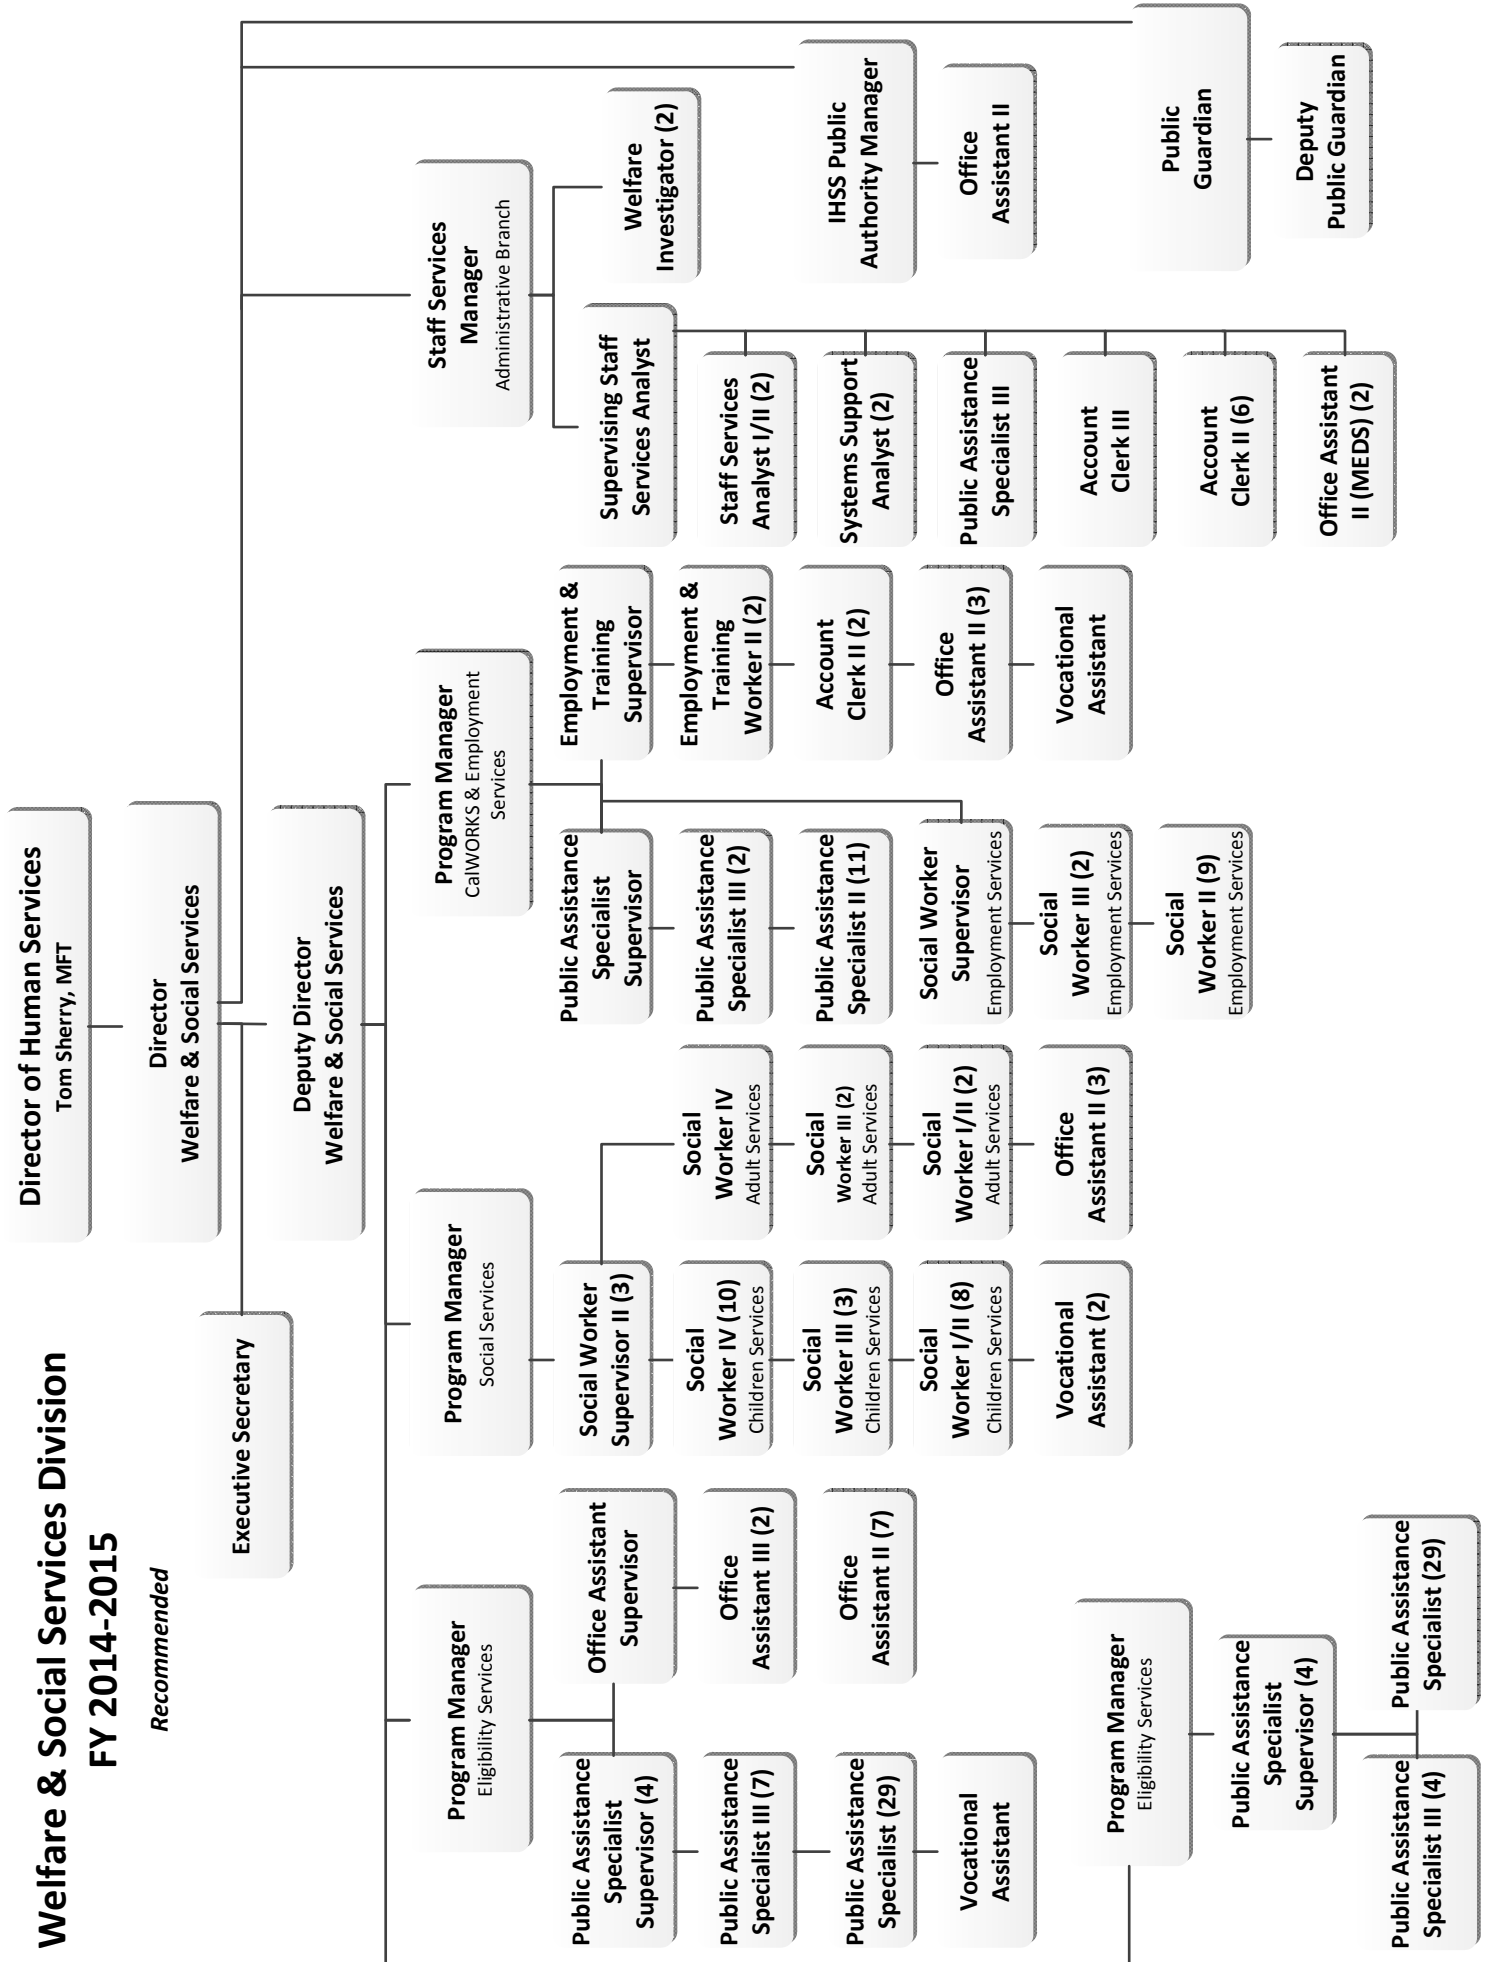 Welfare & Social Services Division
FY 2014-2015
Recommended
Director of Human Services
Tom Sherry, MFT
Director
Welfare & Social Services
Executive Secretary
Deputy Director
Welfare & Social Services
Program Manager
Eligibility Services
Public Assistance
Specialist
Supervisor (4)
Public Assistance
Specialist III (7)
Public Assistance
Specialist (29)
Vocational
Assistant
Office Assistant
Supervisor
Office
Assistant III (2)
Office
Assistant II (7)
Program Manager
Eligibility Services
Public Assistance
Specialist
Supervisor (4)
Public Assistance
Specialist III (4)
Public Assistance
Specialist (29)
Program Manager
Social Services
Social Worker
Supervisor II (3)
Social
Worker IV (10)
Children Services
Social
Worker III (3)
Children Services
Social
Worker I/II (8)
Children Services
Vocational
Assistant (2)
Social
Worker IV
Adult Services
Social
Worker III (2)
Adult Services
Social
Worker I/II (2)
Adult Services
Office
Assistant II (3)
Program Manager
CalWORKS & Employment
Services
Public Assistance
Specialist
Supervisor
Public Assistance
Specialist III (2)
Public Assistance
Specialist II (11)
Social Worker
Supervisor
Employment Services
Social
Worker III (2)
Employment Services
Social
Worker II (9)
Employment Services
Employment &
Training
Supervisor
Employment &
Training
Worker II (2)
Account
Clerk II (2)
Office
Assistant II (3)
Vocational
Assistant
Staff Services
Manager
Administrative Branch
Supervising Staff
Services Analyst
Staff Services
Analyst I/II (2)
Systems Support
Analyst (2)
Public Assistance
Specialist III
Account
Clerk III
Account
Clerk II (6)
Office Assistant
II (MEDS) (2)
Welfare
Investigator (2)
IHSS Public
Authority Manager
Office
Assistant II
Public
Guardian
Deputy
Public Guardian